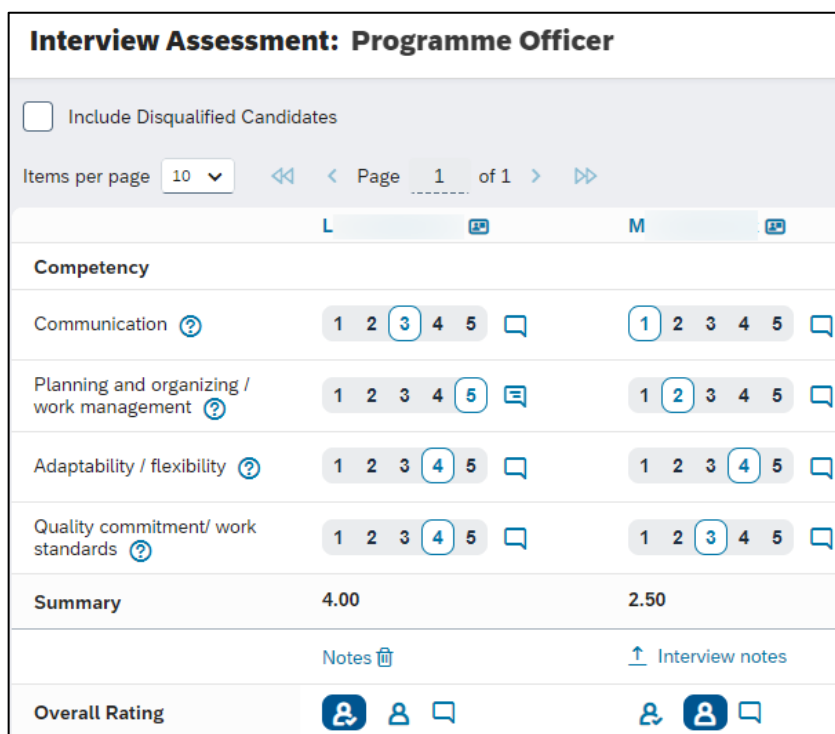 Interview Assessment: Programme Officer
Include Disqualified Candidates
Items per page 10 Page 1 of 1
L M
Competency
Communication 1 2 3 4 5 1 2 3 4 5
Planning and organizing /
work management 1 2 3 4 5 1 2 3 4 5
Adaptability / flexibility 1 2 3 4 5 1 2 3 4 5
Quality commitment/ work
standards 1 2 3 4 5 1 2 3 4 5
Summary 4.00 2.50
Notes Interview notes
Overall Rating